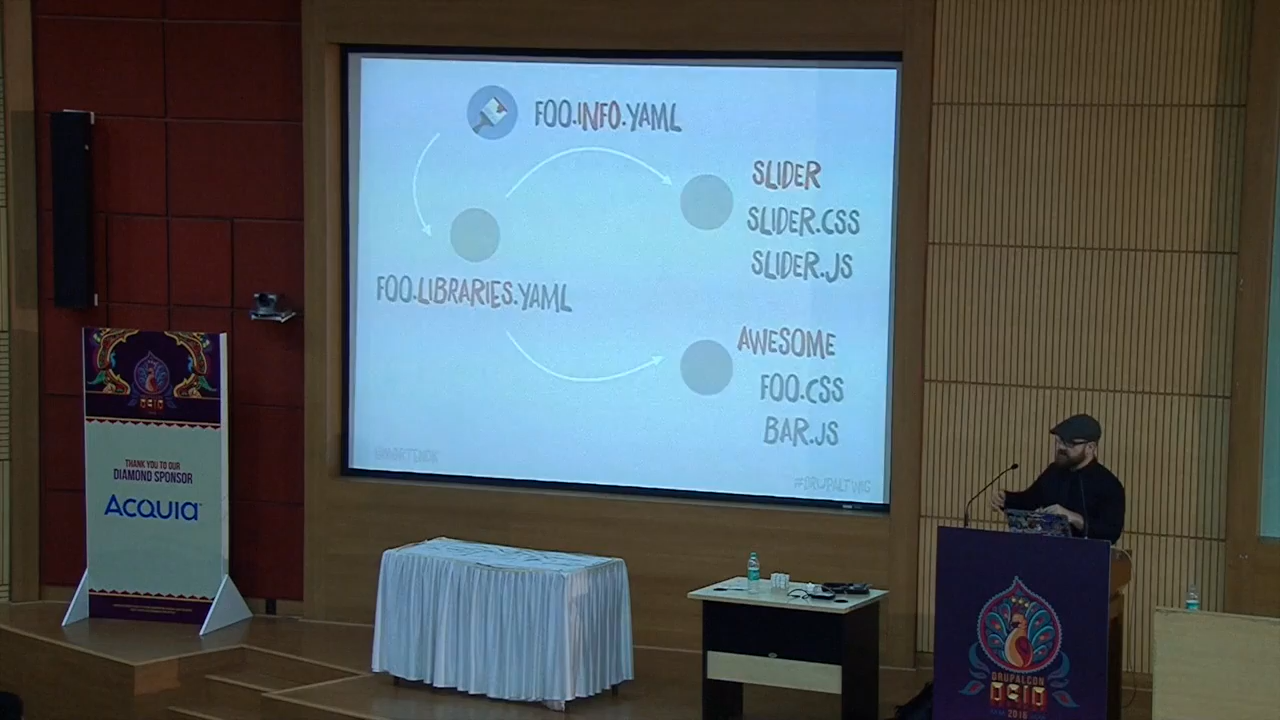 FOO.INFO.YAML
SLIDER
SLIDER.CSS
SLIDER.JS
FOO.LIBRARIES.YAML
AWESOME
FOO.CSS
BAR.JS
#DRUPALTWIG
THANK YOU TO OUR
DIAMOND SPONSOR
ACQUIA
DRUPALCON
ASIA
2016